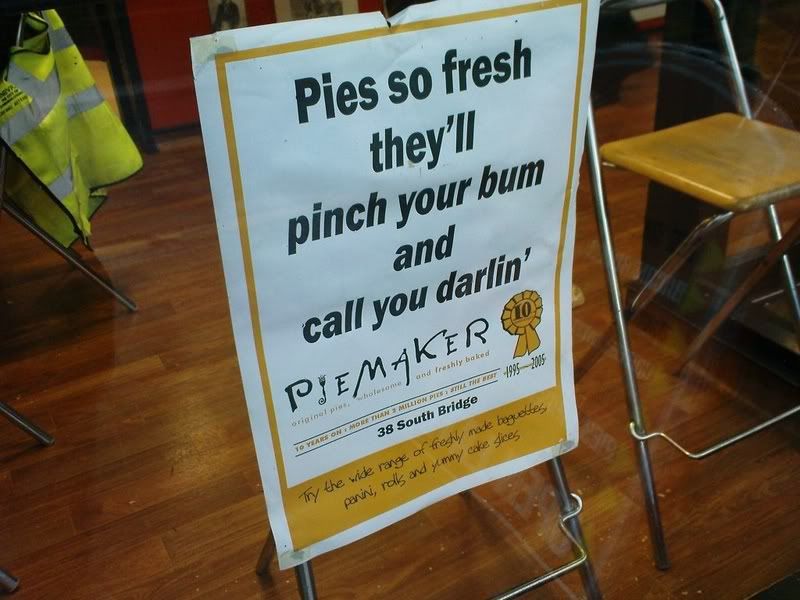 Pies so fresh
they'll
pinch your bum
and
call you darlin'
10
PIEMAKER
original pies, wholesome and freshly baked
1995—2005
10 YEARS ON : MORE THAN 2 MILLION PIES : STILL THE BEST
38 South Bridge
Try the wide range of freshly made baguettes,
panini, rolls and yummy cake slices